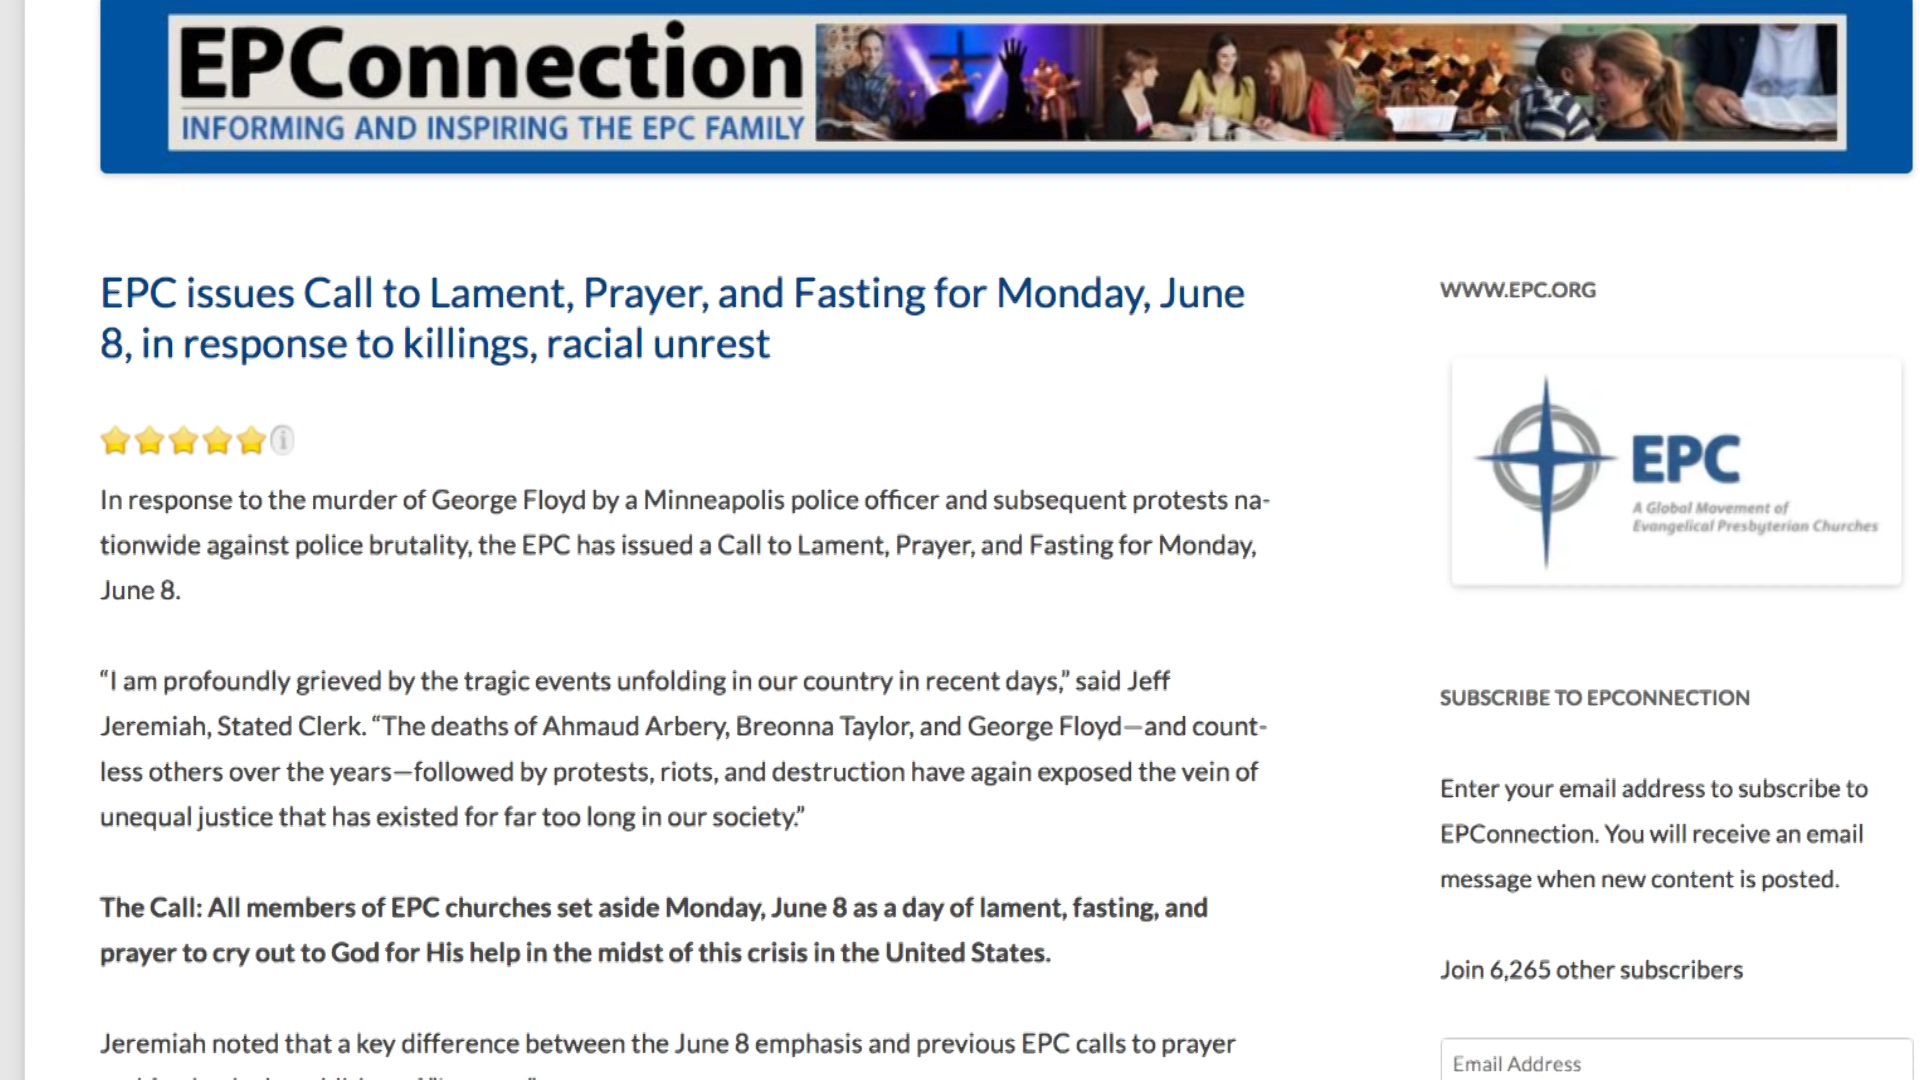 EPConnection
INFORMING AND INSPIRING THE EPC FAMILY
EPC issues Call to Lament, Prayer, and Fasting for Monday, June
8, in response to killings, racial unrest
In response to the murder of George Floyd by a Minneapolis police officer and subsequent protests na-
tionwide against police brutality, the EPC has issued a Call to Lament, Prayer, and Fasting for Monday,
June 8.
“I am profoundly grieved by the tragic events unfolding in our country in recent days,” said Jeff
Jeremiah, Stated Clerk. “The deaths of Ahmaud Arbery, Breonna Taylor, and George Floyd—and count-
less others over the years—followed by protests, riots, and destruction have again exposed the vein of
unequal justice that has existed for far too long in our society.”
The Call: All members of EPC churches set aside Monday, June 8 as a day of lament, fasting, and
prayer to cry out to God for His help in the midst of this crisis in the United States.
Jeremiah noted that a key difference between the June 8 emphasis and previous EPC calls to prayer
WWW.EPC.ORG
EPC
A Global Movement of
Evangelical Presbyterian Churches
SUBSCRIBE TO EPCONNECTION
Enter your email address to subscribe to
EPConnection. You will receive an email
message when new content is posted.
Join 6,265 other subscribers
Email Address